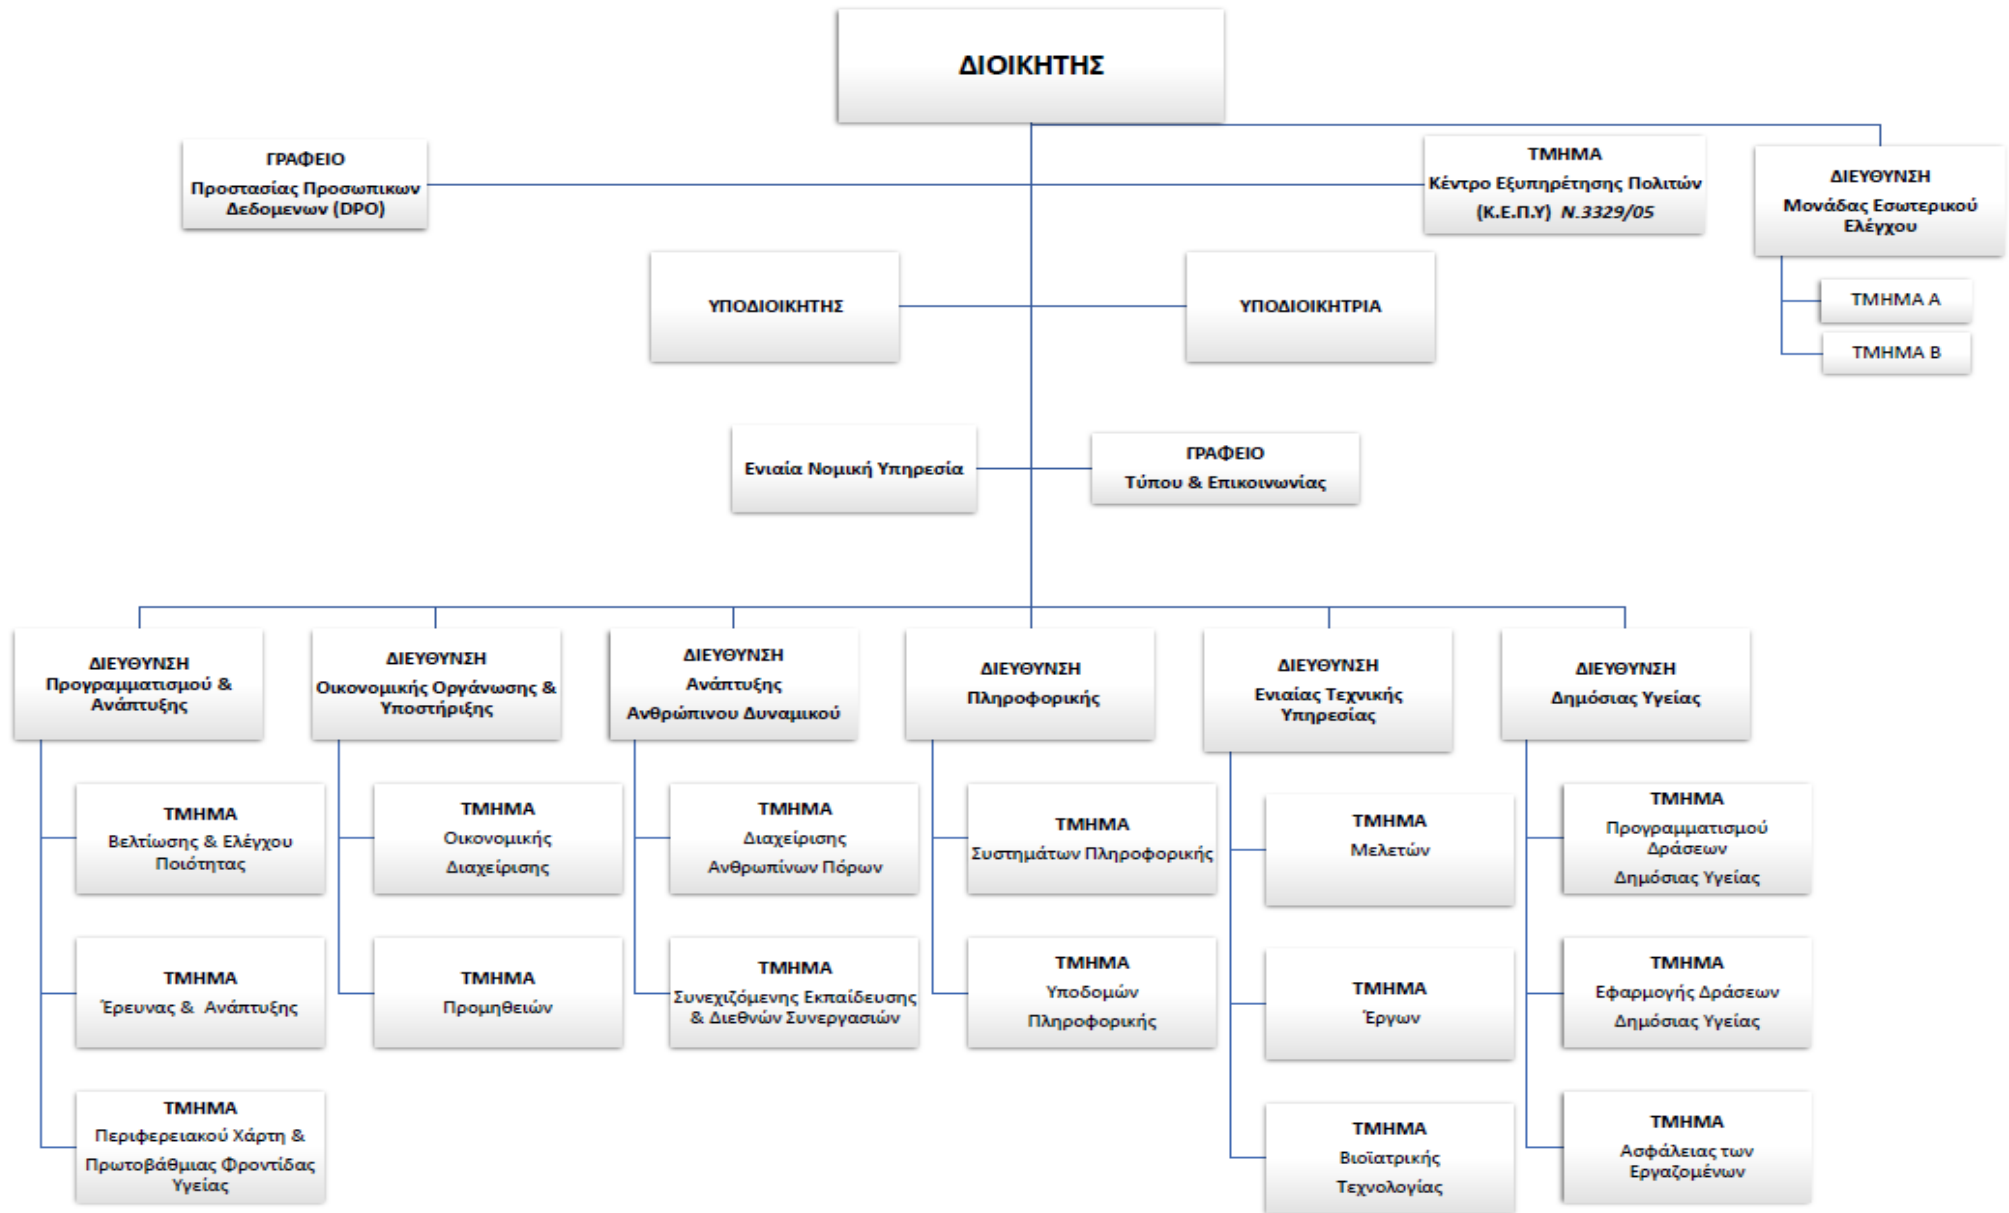 ΔΙΟΙΚΗΤΗΣ
ΓΡΑΦΕΙΟ
Προστασίας Προσωπικων
Δεδομενων (DPO)
ΤΜΗΜΑ
Κέντρο Εξυπηρέτησης Πολιτών
(Κ.Ε.Π.Υ) Ν.3329/05
ΔΙΕΥΘΥΝΣΗ
Μονάδας Εσωτερικού
Ελέγχου
ΤΜΗΜΑ Α
ΤΜΗΜΑ Β
ΥΠΟΔΙΟΙΚΗΤΗΣ
ΥΠΟΔΙΟΙΚΗΤΡΙΑ
Ενιαία Νομική Υπηρεσία
ΓΡΑΦΕΙΟ
Τύπου & Επικοινωνίας
ΔΙΕΥΘΥΝΣΗ
Προγραμματισμού &
Ανάπτυξης
ΤΜΗΜΑ
Βελτίωσης & Ελέγχου
Ποιότητας
ΤΜΗΜΑ
Έρευνας & Ανάπτυξης
ΤΜΗΜΑ
Περιφερειακού Χάρτη &
Πρωτοβάθμιας Φροντίδας
Υγείας
ΔΙΕΥΘΥΝΣΗ
Οικονομικής Οργάνωσης &
Υποστήριξης
ΤΜΗΜΑ
Οικονομικής
Διαχείρισης
ΤΜΗΜΑ
Προμηθειών
ΔΙΕΥΘΥΝΣΗ
Ανάπτυξης
Ανθρώπινου Δυναμικού
ΤΜΗΜΑ
Διαχείρισης
Ανθρωπίνων Πόρων
ΤΜΗΜΑ
Συνεχιζόμενης Εκπαίδευσης
& Διεθνών Συνεργασιών
ΔΙΕΥΘΥΝΣΗ
Πληροφορικής
ΤΜΗΜΑ
Συστημάτων Πληροφορικής
ΤΜΗΜΑ
Υποδομών
Πληροφορικής
ΔΙΕΥΘΥΝΣΗ
Ενιαίας Τεχνικής
Υπηρεσίας
ΤΜΗΜΑ
Μελετών
ΤΜΗΜΑ
Έργων
ΤΜΗΜΑ
Βιοϊατρικής
Τεχνολογίας
ΔΙΕΥΘΥΝΣΗ
Δημόσιας Υγείας
ΤΜΗΜΑ
Προγραμματισμού
Δράσεων
Δημόσιας Υγείας
ΤΜΗΜΑ
Εφαρμογής Δράσεων
Δημόσιας Υγείας
ΤΜΗΜΑ
Ασφάλειας των
Εργαζομένων